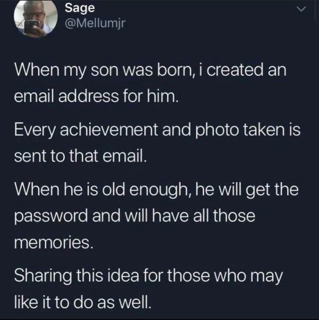 Sage
@Mellumjr
When my son was born, i created an
email address for him.
Every achievement and photo taken is
sent to that email.
When he is old enough, he will get the
password and will have all those
memories.
Sharing this idea for those who may
like it to do as well.